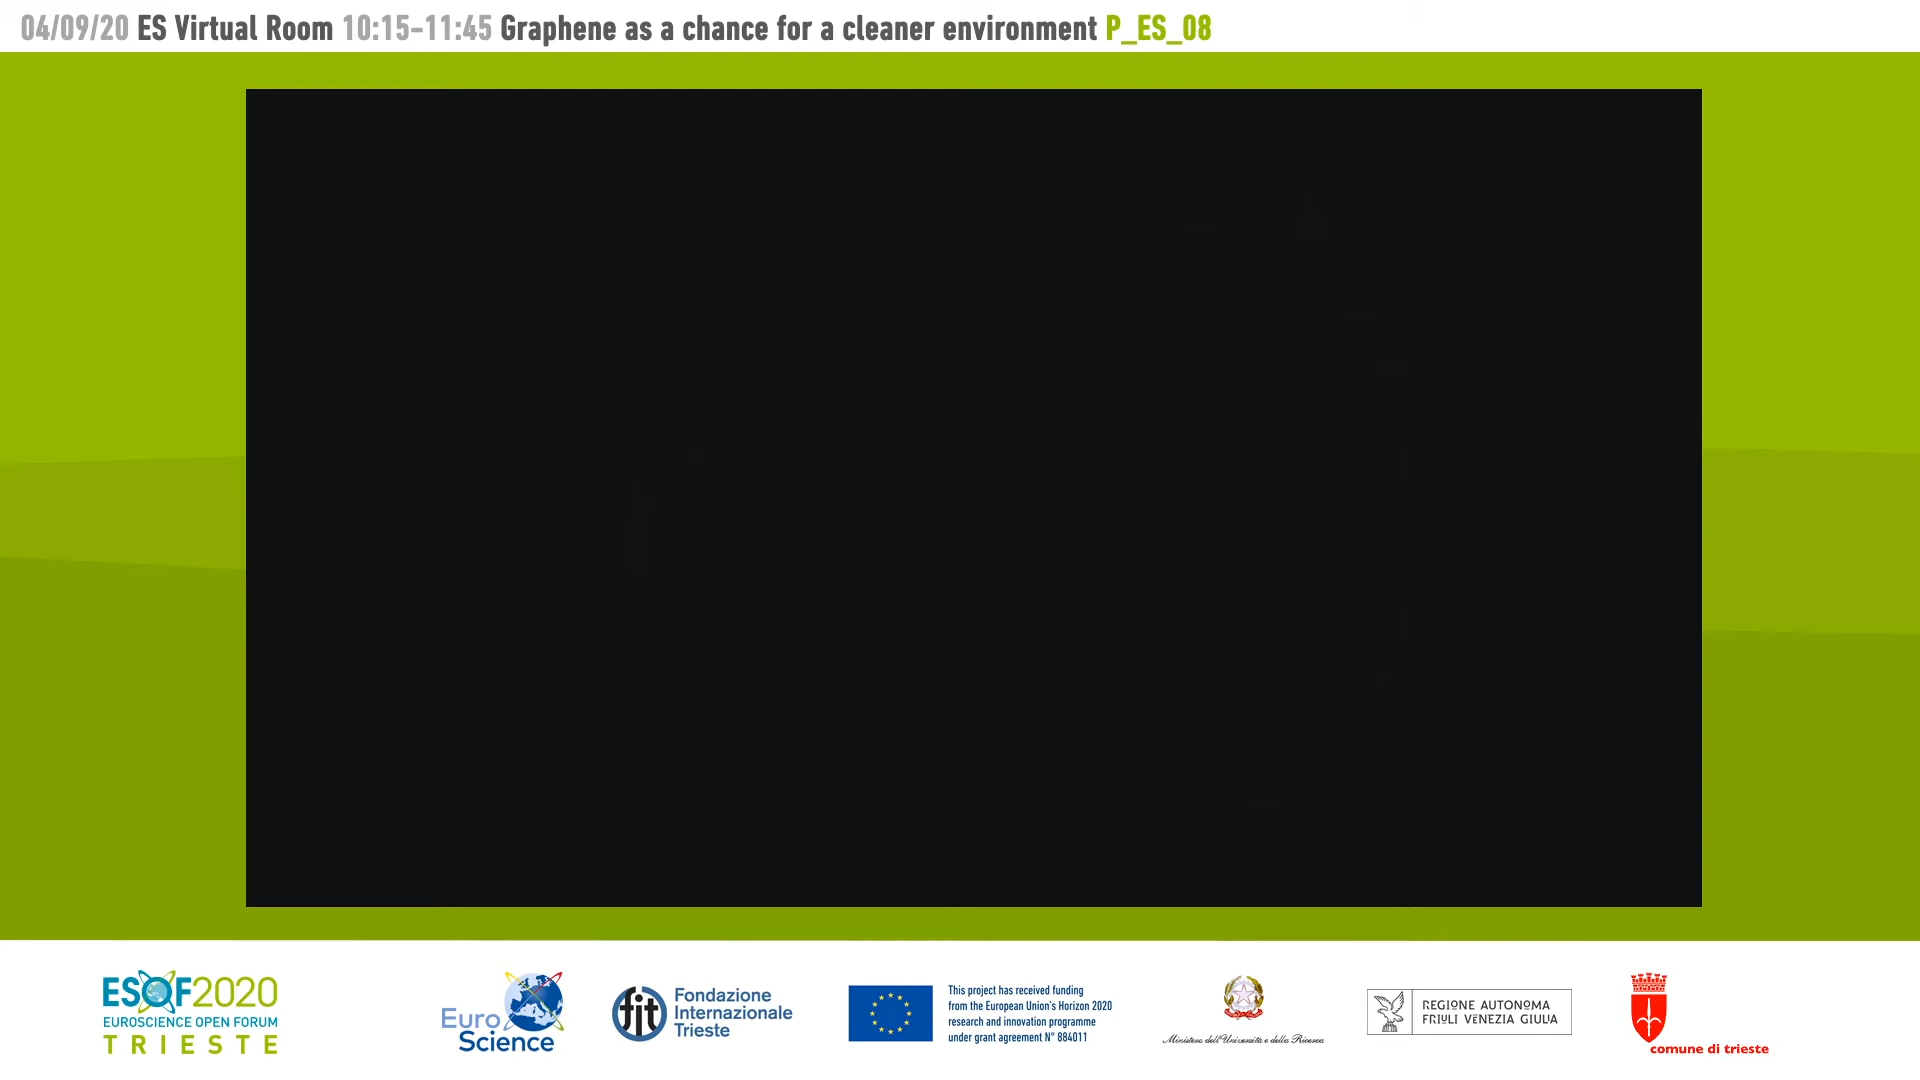 04/09/20 ES Virtual Room 10:15-11:45 Graphene as a chance for a cleaner environment P_ES_08
ESOF2020
EUROSCIENCE OPEN FORUM
TRIESTE
Euro
Science
fit
Fondazione
Internazionale
Trieste
This project has received funding
from the European Union's Horizon 2020
research and innovation programme
under grant agreement N° 884011
Ministero dell'Università e della Ricerca
REGIONE AUTONOMA
FRIULI VENEZIA GIULIA
comune di trieste